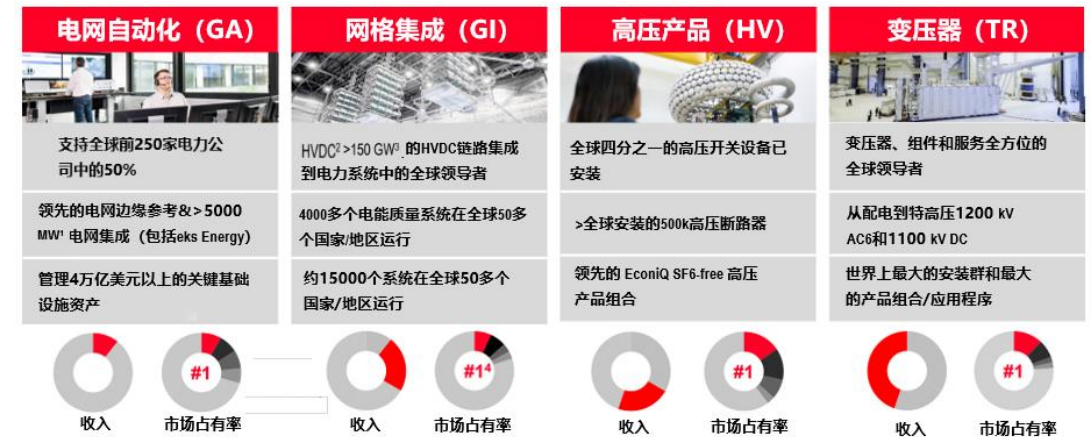 电网自动化（GA）
支持全球前250家电力公
司中的50%
领先的电网边缘参考&>5000
MW¹ 电网集成（包括eks Energy）
管理4万亿美元以上的关键基础
设施资产
#1
收入
市场占有率
网格集成（GI）
HVDC²>150 GW³ 的HVDC链路集成
到电力系统中的全球领导者
4000多个电能质量系统在全球50多
个国家/地区运行
约15000个系统在全球50多个
国家/地区运行
#1⁴
收入
市场占有率
高压产品（HV）
全球四分之一的高压开关设备已
安装
>全球安装的500k高压断路器
领先的 EconiQ SF6-free 高压
产品组合
#1
收入
市场占有率
变压器（TR）
变压器、组件和服务全方位的
全球领导者
从配电到特高压1200 kV
AC6和1100 kV DC
世界上最大的安装群和最大
的产品组合/应用程序
#1
收入
市场占有率